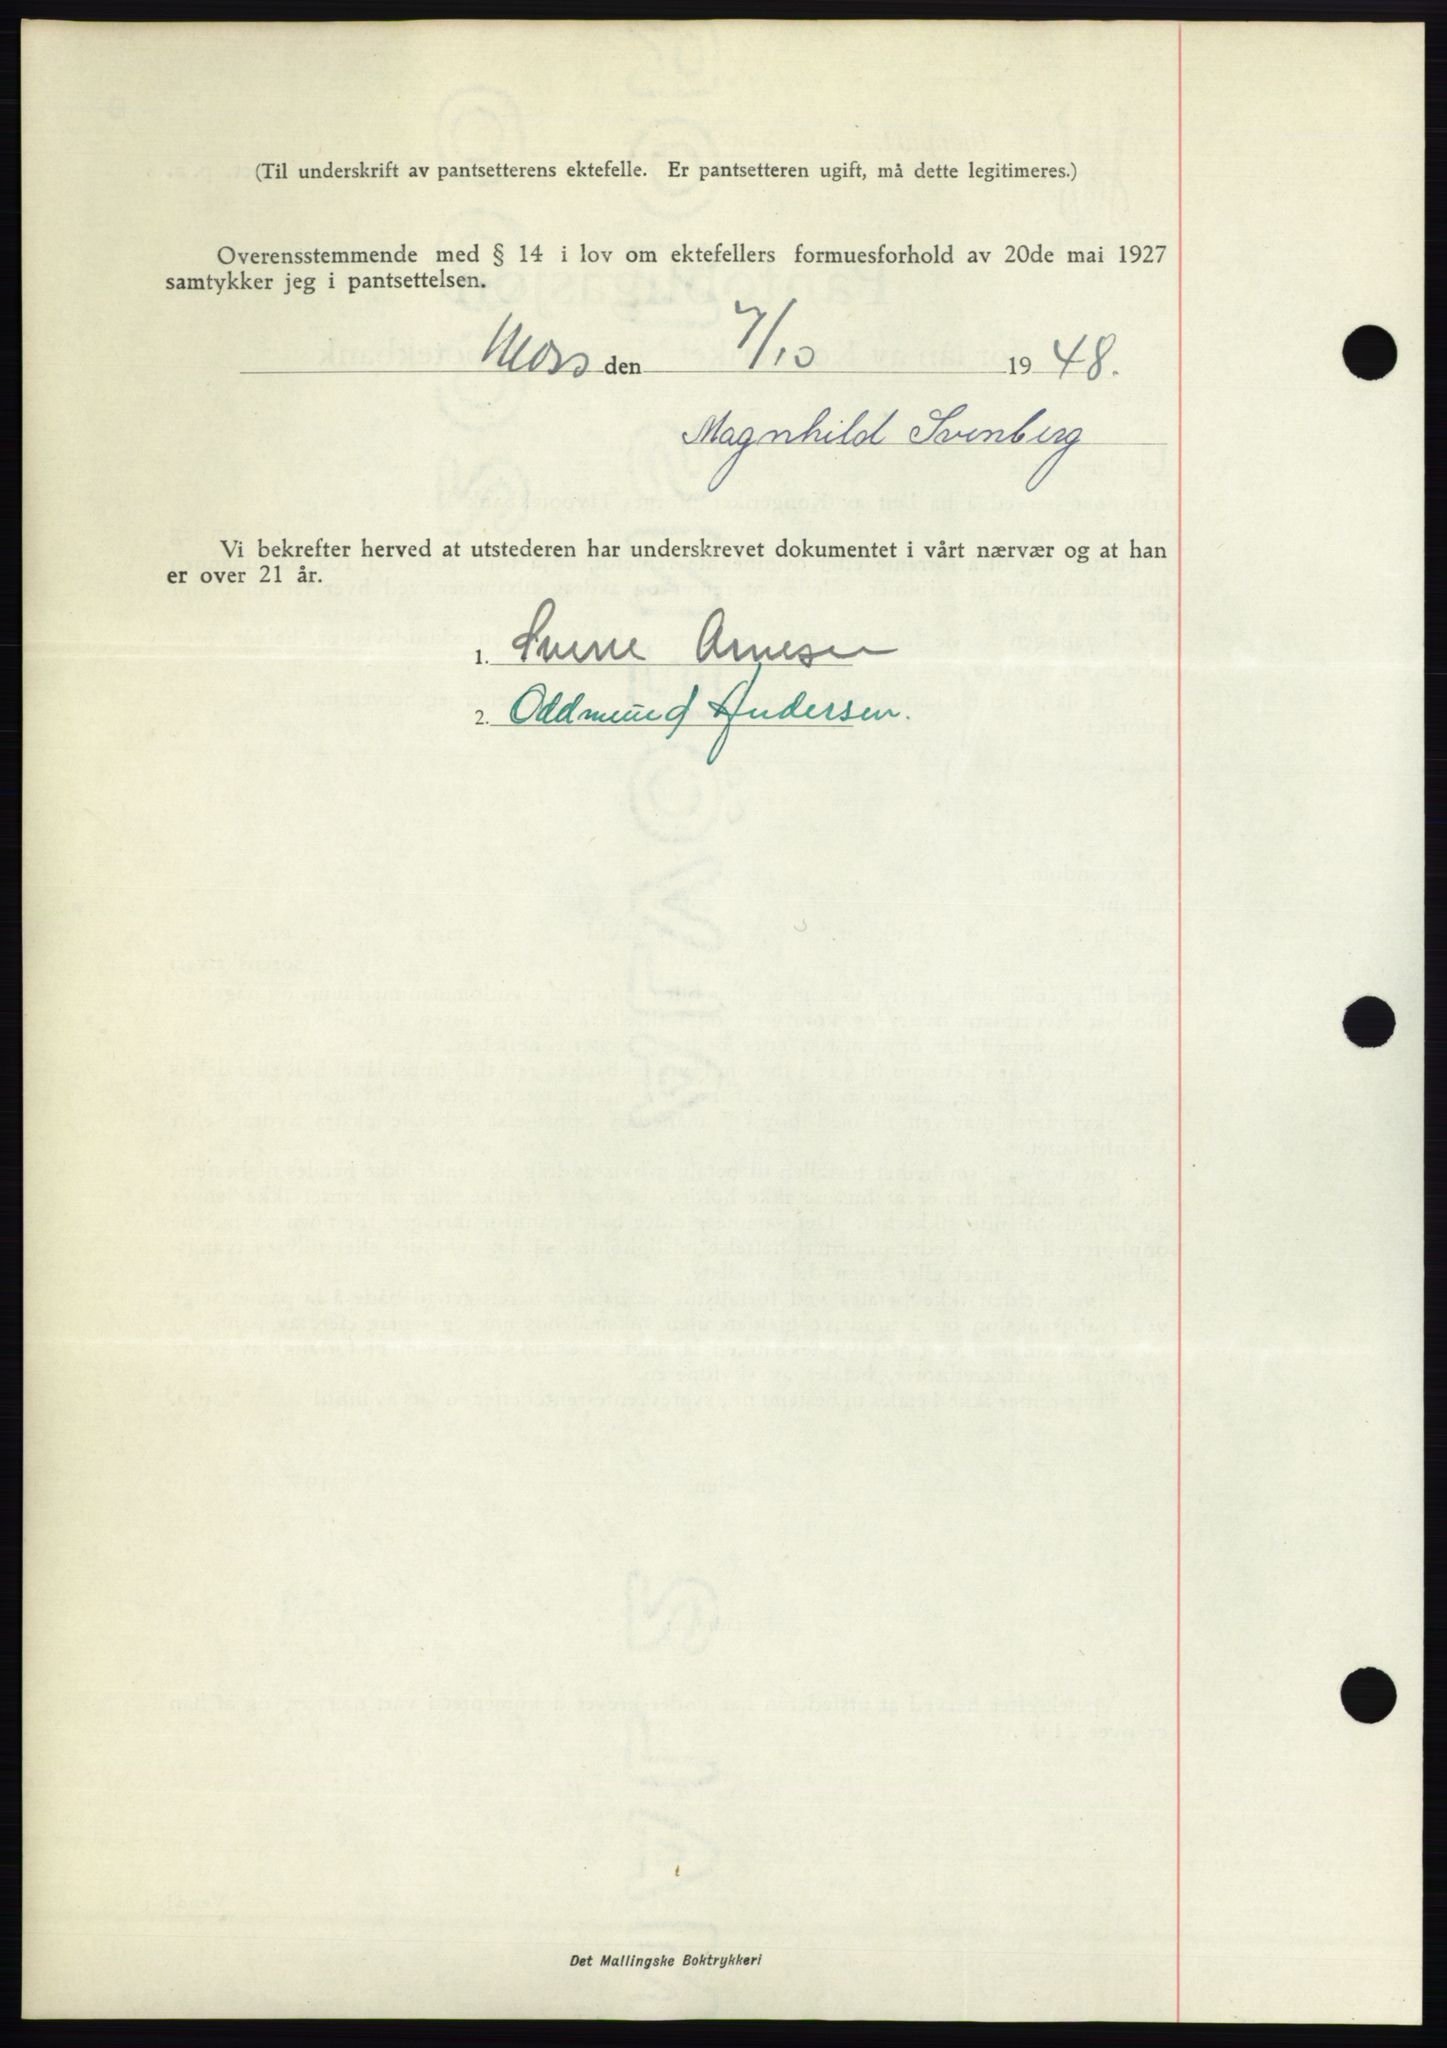 (Til underskrift av pantsetterens ektefelle. Er pantsetteren ugift, må dette legitimeres.)
Overensstemmende med § 14 i lov om ektefellers formuesforhold av 20de mai 1927
samtykker jeg i pantsettelsen.
Moss den 7/10 1948.
Magnhild Svenberg
Vi bekrefter herved at utstederen har underskrevet dokumentet i vårt nærvær og at han
er over 21 år.
1. Sverre Arnesen
2. Oddmund Andersen.
Det Mallingske Boktrykkeri